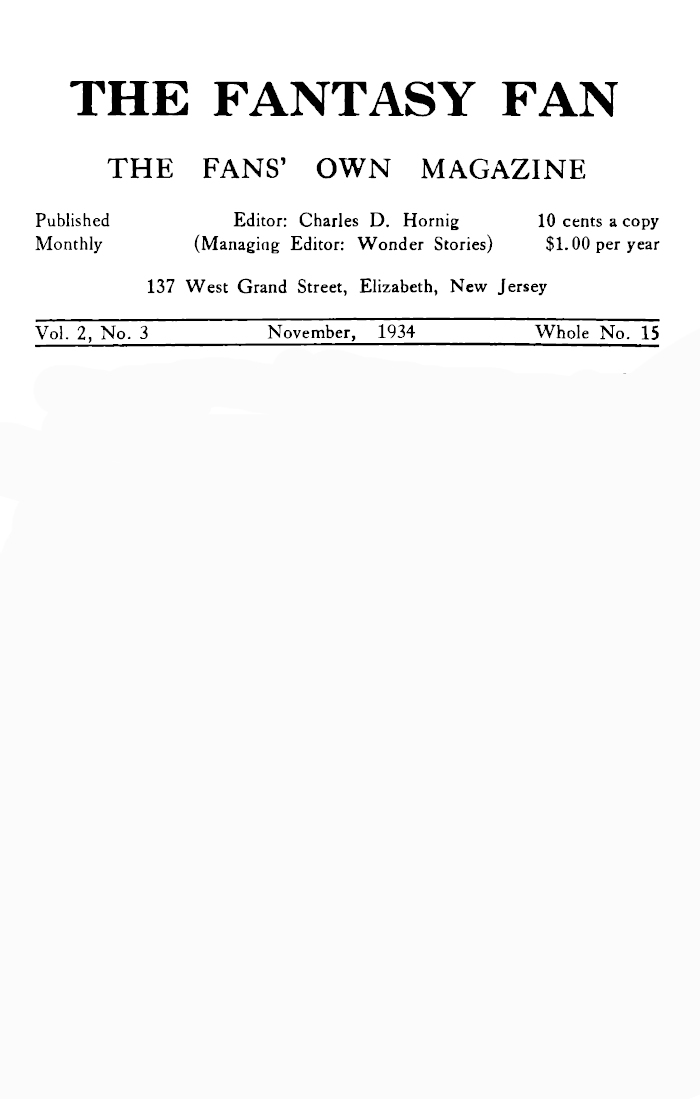 THE FANTASY FAN
THE FANS' OWN MAGAZINE
Published Editor: Charles D. Hornig 10 cents a copy
Monthly (Managing Editor: Wonder Stories) $1.00 per year
137 West Grand Street, Elizabeth, New Jersey
Vol. 2, No. 3 November, 1934 Whole No. 15